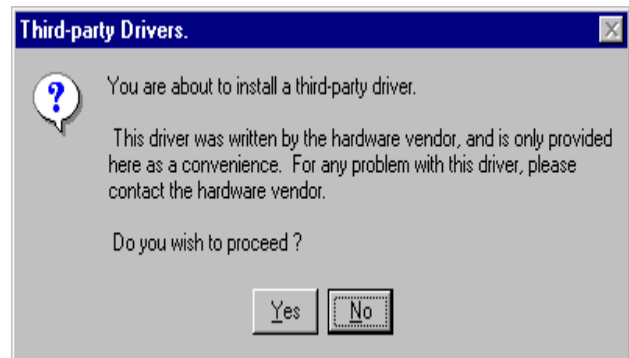 Third-party Drivers.
You are about to install a third-party driver.
This driver was written by the hardware vendor, and is only provided
here as a convenience. For any problem with this driver, please
contact the hardware vendor.
Do you wish to proceed ?
Yes
No